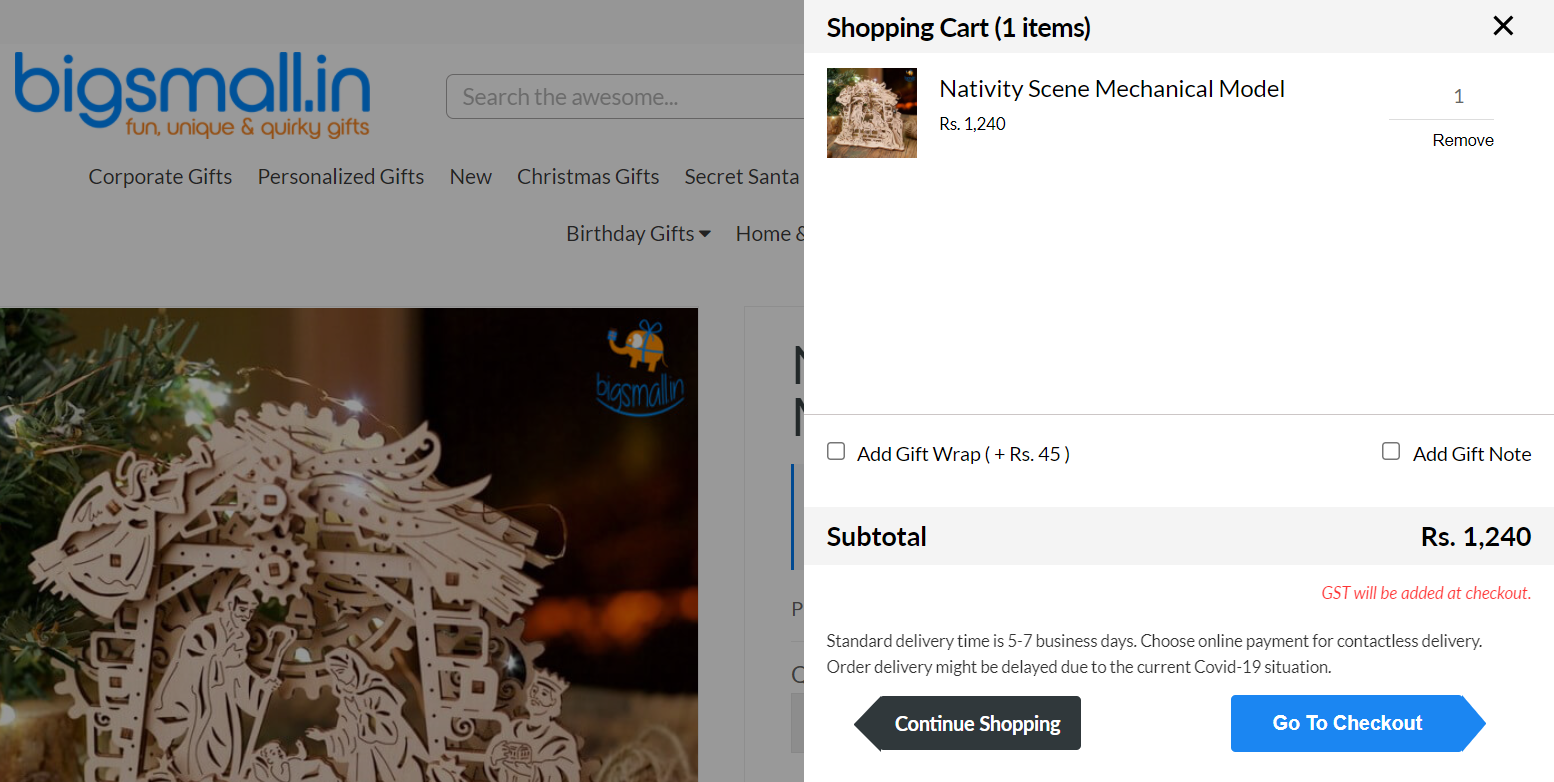 bigsmall.in
fun, unique & quirky gifts
Search the awesome...
Corporate Gifts Personalized Gifts New Christmas Gifts Secret Santa
Birthday Gifts Home &
bigsmall.in
Shopping Cart (1 items)
Nativity Scene Mechanical Model 1
Rs. 1,240
Remove
Add Gift Wrap ( + Rs. 45 ) Add Gift Note
Subtotal Rs. 1,240
GST will be added at checkout.
Standard delivery time is 5-7 business days. Choose online payment for contactless delivery.
Order delivery might be delayed due to the current Covid-19 situation.
Continue Shopping Go To Checkout